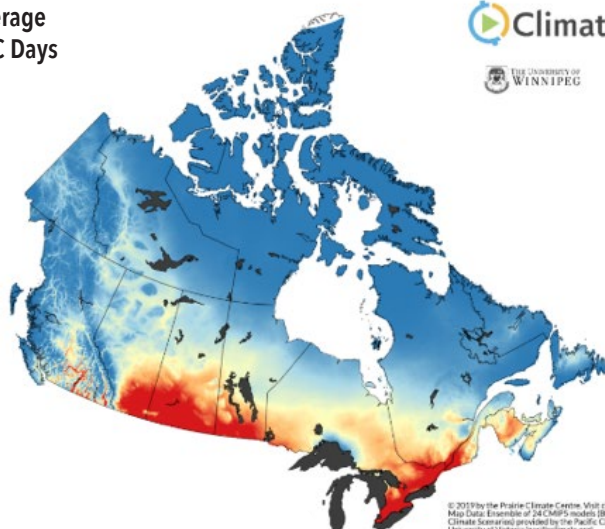 erage
C Days
Climat
THE UNIVERSITY OF
WINNIPEG
© 2019 by the Prairie Climate Centre. Visit
Map Data: Ensemble of 24 CMIP5 models
Climate Scenarios) provided by the Pacific